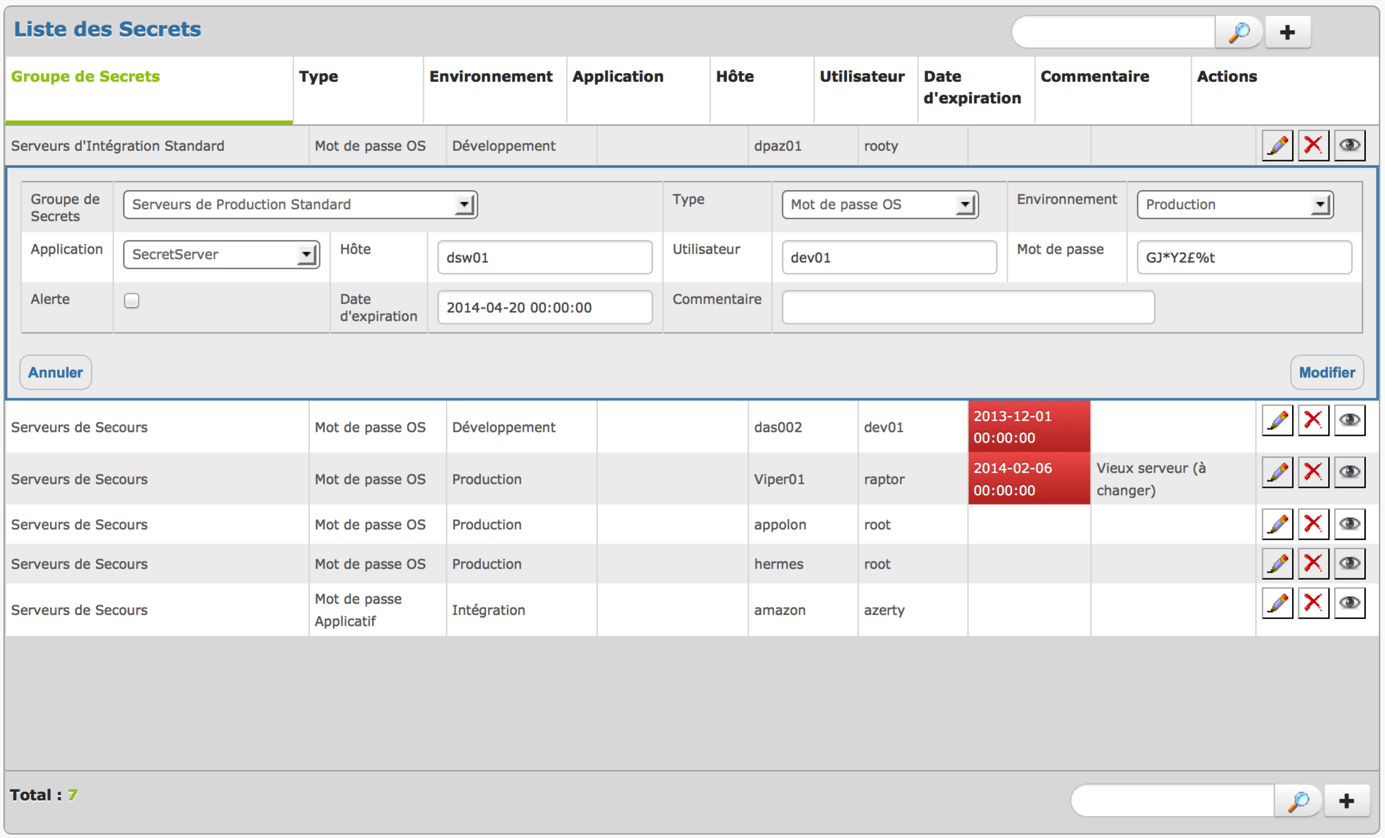 Liste des Secrets
Groupe de Secrets Type Environnement Application Hôte Utilisateur Date d'expiration Commentaire Actions
Serveurs d'Intégration Standard Mot de passe OS Développement dpaz01 rooty
Groupe de Secrets Serveurs de Production Standard Type Mot de passe OS Environnement Production
Application SecretServer Hôte dsw01 Utilisateur dev01 Mot de passe GJ*Y2£%t
Alerte Date d'expiration 2014-04-20 00:00:00 Commentaire
Annuler Modifier
Serveurs de Secours Mot de passe OS Développement das002 dev01 2013-12-01 00:00:00
Serveurs de Secours Mot de passe OS Production Viper01 raptor 2014-02-06 00:00:00 Vieux serveur (à changer)
Serveurs de Secours Mot de passe OS Production appolon root
Serveurs de Secours Mot de passe OS Production hermes root
Serveurs de Secours Mot de passe Applicatif Intégration amazon azerty
Total : 7